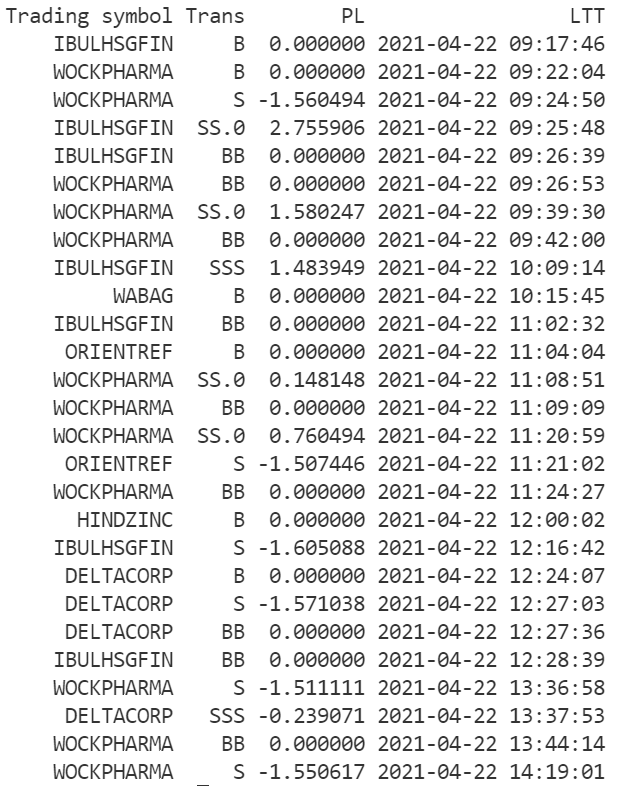 Trading symbol Trans PL LTT
IBULHSGFIN B 0.000000 2021-04-22 09:17:46
WOCKPHARMA B 0.000000 2021-04-22 09:22:04
WOCKPHARMA S -1.560494 2021-04-22 09:24:50
IBULHSGFIN SS.0 2.755906 2021-04-22 09:25:48
IBULHSGFIN BB 0.000000 2021-04-22 09:26:39
WOCKPHARMA BB 0.000000 2021-04-22 09:26:53
WOCKPHARMA SS.0 1.580247 2021-04-22 09:39:30
WOCKPHARMA BB 0.000000 2021-04-22 09:42:00
IBULHSGFIN SSS 1.483949 2021-04-22 10:09:14
WABAG B 0.000000 2021-04-22 10:15:45
IBULHSGFIN BB 0.000000 2021-04-22 11:02:32
ORIENTREF B 0.000000 2021-04-22 11:04:04
WOCKPHARMA SS.0 0.148148 2021-04-22 11:08:51
WOCKPHARMA BB 0.000000 2021-04-22 11:09:09
WOCKPHARMA SS.0 0.760494 2021-04-22 11:20:59
ORIENTREF S -1.507446 2021-04-22 11:21:02
WOCKPHARMA BB 0.000000 2021-04-22 11:24:27
HINDZINC B 0.000000 2021-04-22 12:00:02
IBULHSGFIN S -1.605088 2021-04-22 12:16:42
DELTACORP B 0.000000 2021-04-22 12:24:07
DELTACORP S -1.571038 2021-04-22 12:27:03
DELTACORP BB 0.000000 2021-04-22 12:27:36
IBULHSGFIN BB 0.000000 2021-04-22 12:28:39
WOCKPHARMA S -1.511111 2021-04-22 13:36:58
DELTACORP SSS -0.239071 2021-04-22 13:37:53
WOCKPHARMA BB 0.000000 2021-04-22 13:44:14
WOCKPHARMA S -1.550617 2021-04-22 14:19:01